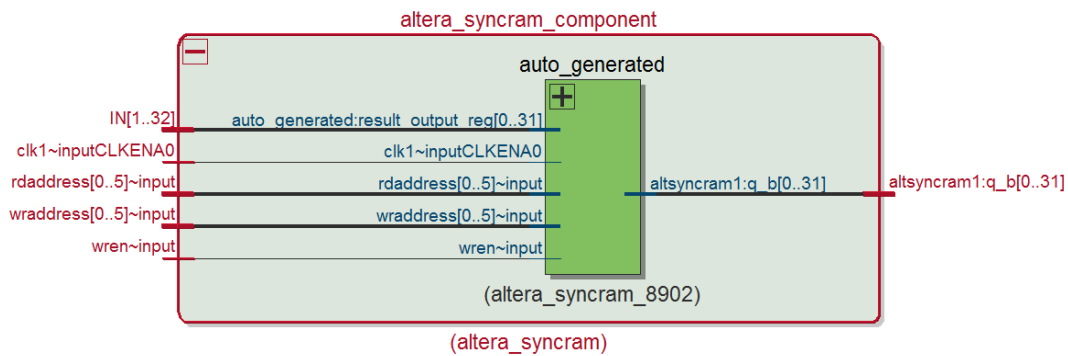 altera_syncram_component
auto_generated
IN[1..32]
auto_generated:result_output_reg[0..31]
clk1~inputCLKENA0
clk1~inputCLKENA0
rdaddress[0..5]~input
rdaddress[0..5]~input
altsyncram1:q_b[0..31]
altsyncram1:q_b[0..31]
wraddress[0..5]~input
wraddress[0..5]~input
wren~input
wren~input
(altera_syncram_8902)
(altera_syncram)